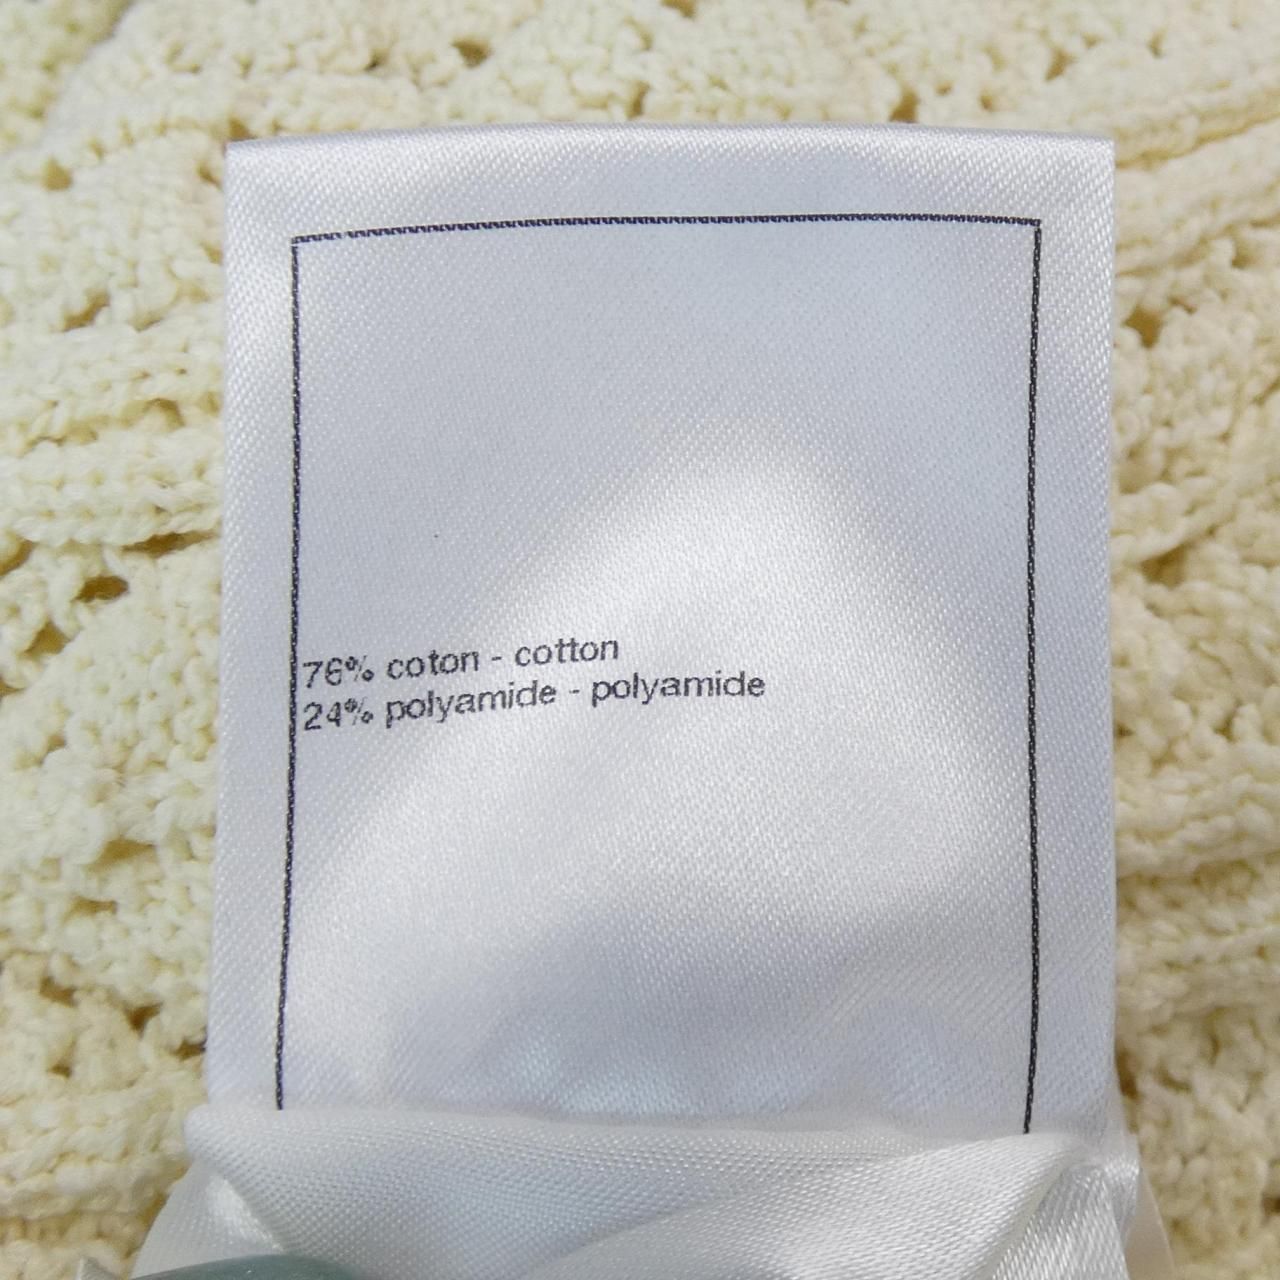 76% coton - cotton
24% polyamide - polyamide